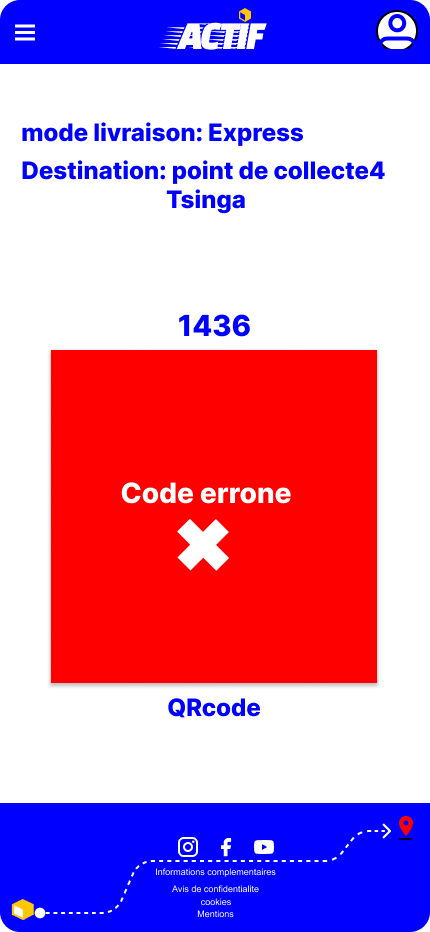 ACTIF
mode livraison: Express
Destination: point de collecte4
Tsinga
1436
Code errone
QRcode
Informations complementaires
Avis de confidentialite
cookies
Mentions